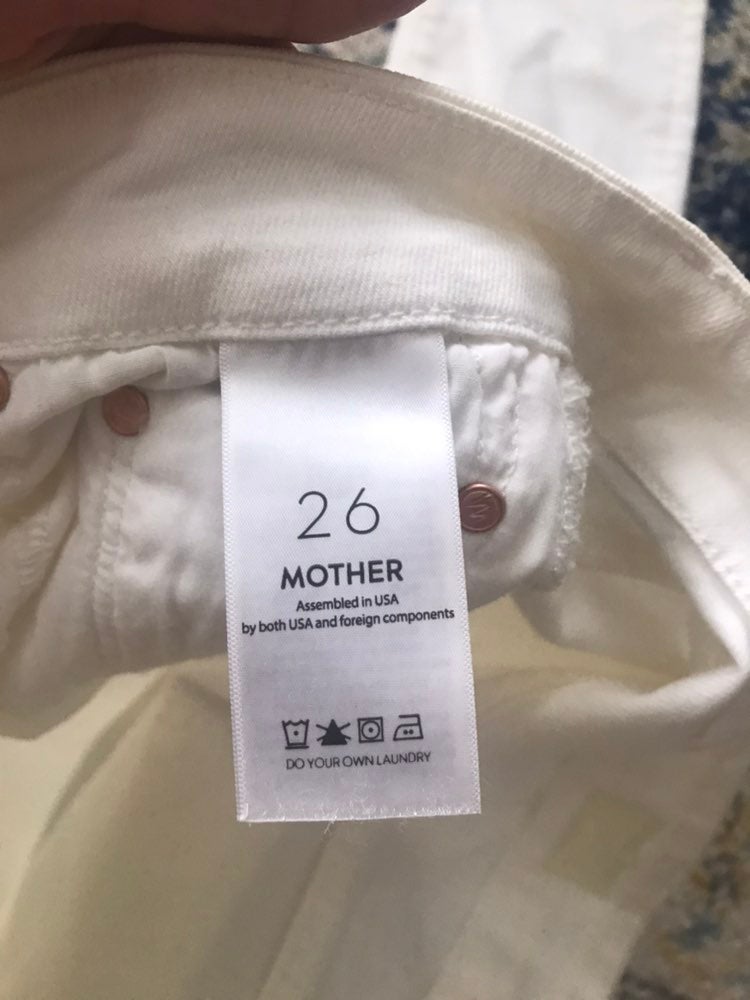 26
MOTHER
Assembled in USA
by both USA and foreign components
DO YOUR OWN LAUNDRY